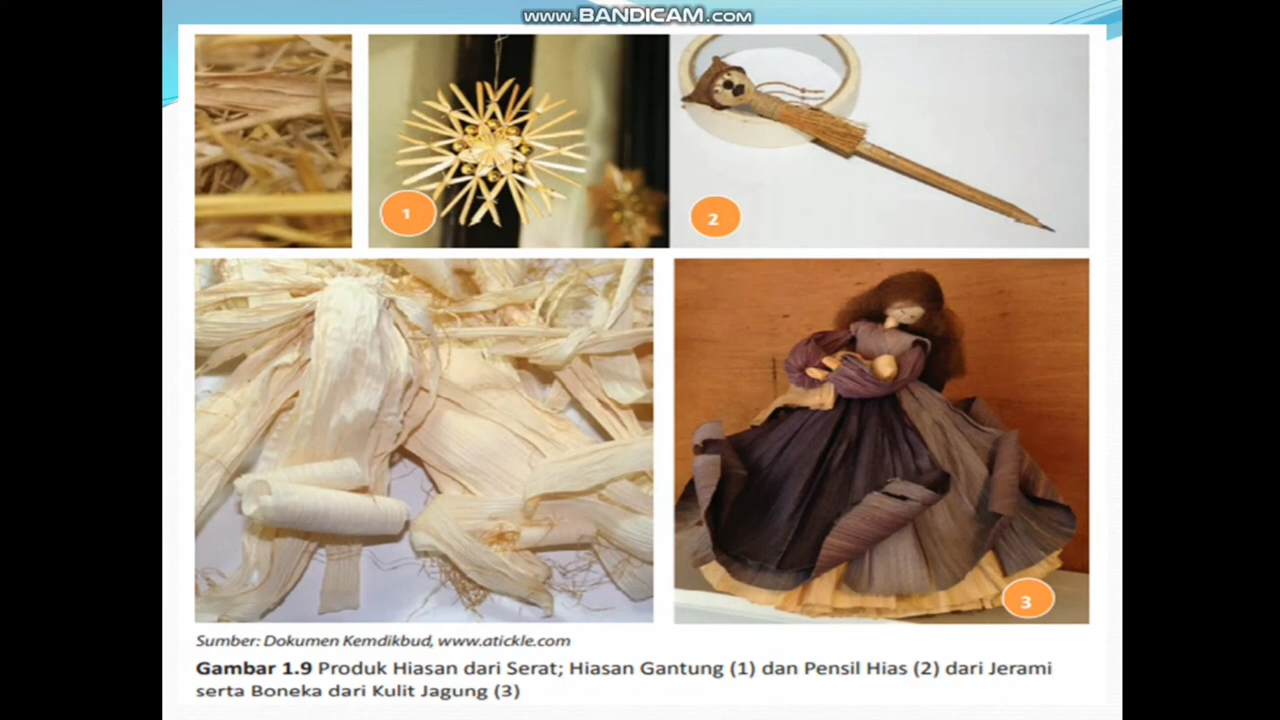 www.BANDICAM.com
1
2
3
Sumber: Dokumen Kemdikbud, www.atickle.com
Gambar 1.9 Produk Hiasan dari Serat; Hiasan Gantung (1) dan Pensil Hias (2) dari Jerami
serta Boneka dari Kulit Jagung (3)